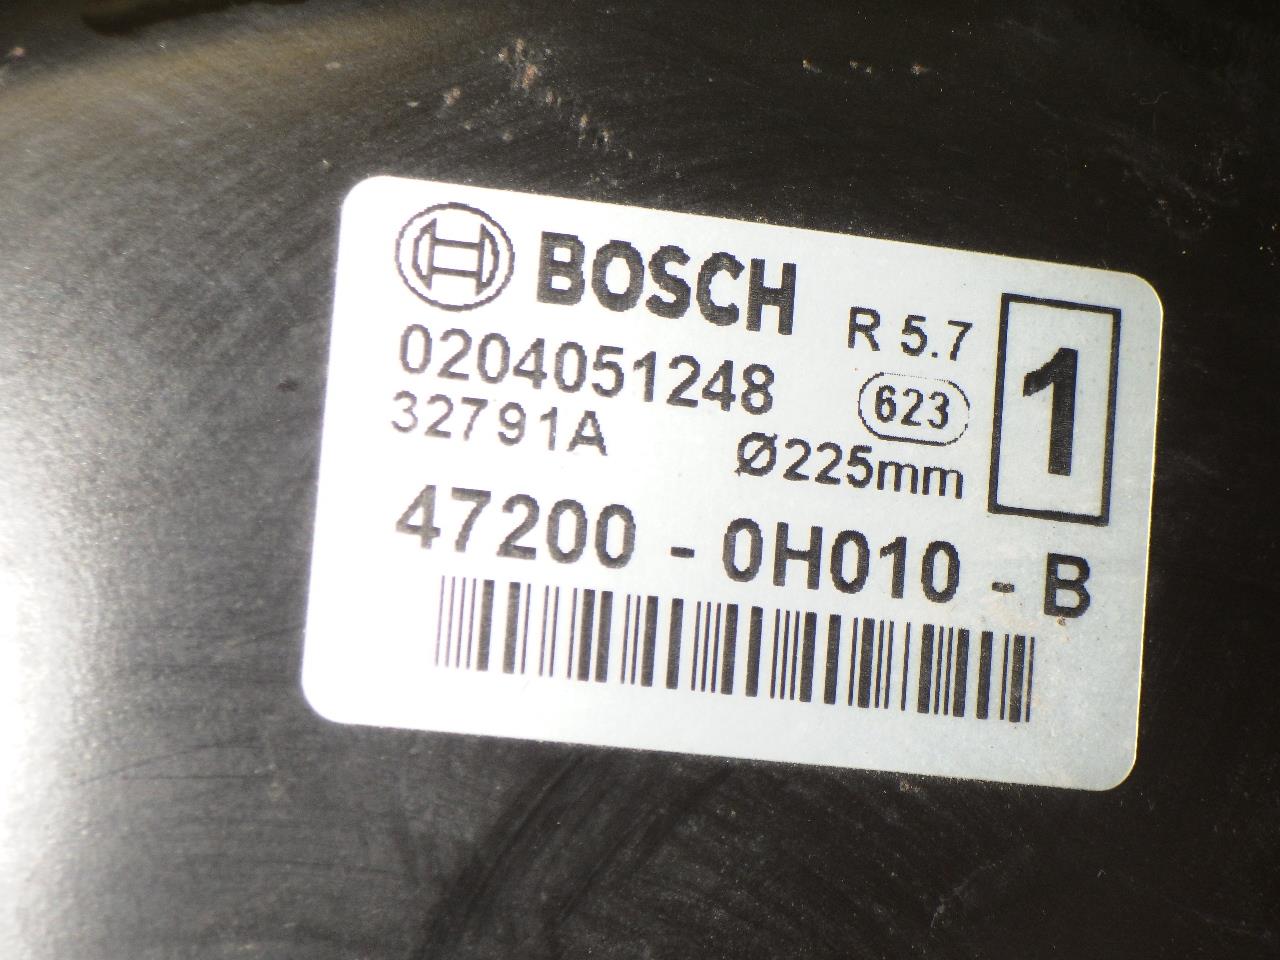 BOSCH
R 5.7
1
0204051248
623
32791A
Ø225mm
47200 - 0H010 - B